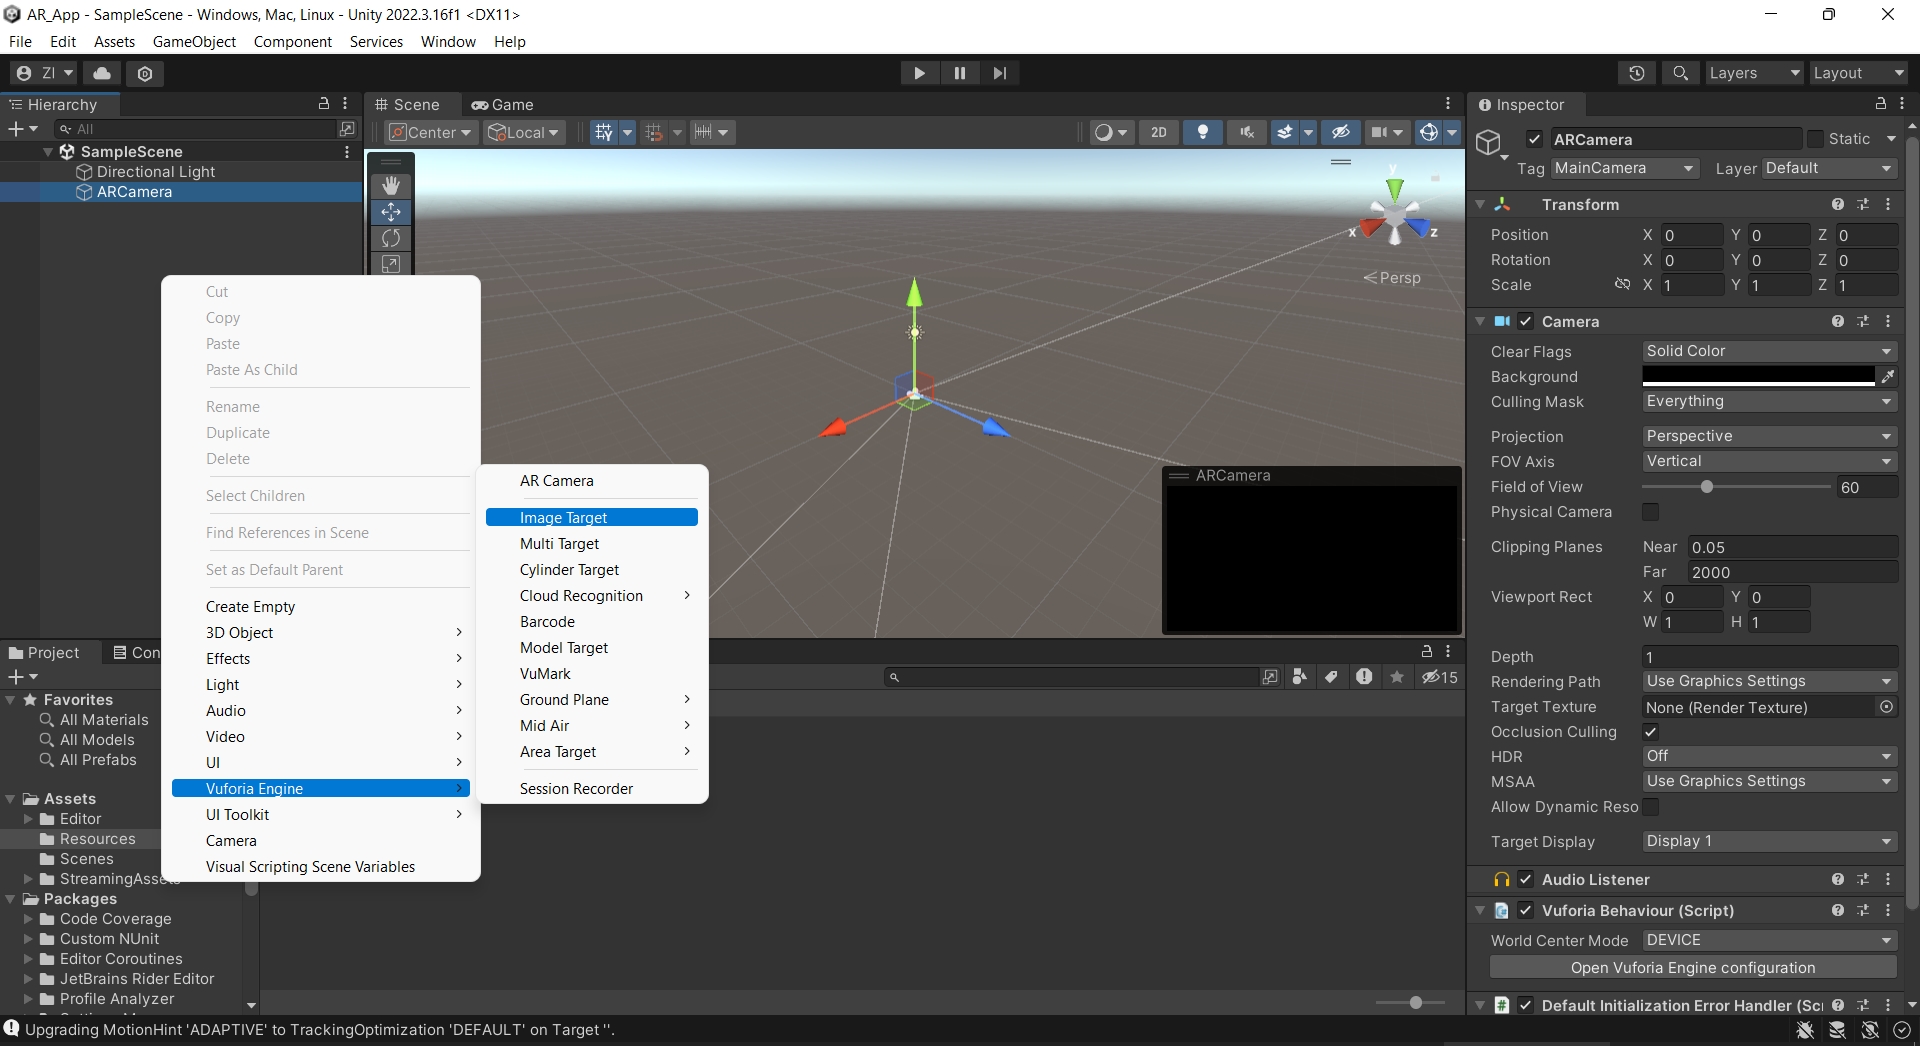 AR_App - SampleScene - Windows, Mac, Linux - Unity 2022.3.16f1 <DX11>
File Edit Assets GameObject Component Services Window Help
ZI Layers Layout
Hierarchy
All
SampleScene
Directional Light
ARCamera
Scene Game
Center Local 2D
y
x
z
Persp
ARCamera
Cut
Copy
Paste
Paste As Child
Rename
Duplicate
Delete
Select Children
Find References in Scene
Set as Default Parent
Create Empty
3D Object
Effects
Light
Audio
Video
UI
Vuforia Engine
UI Toolkit
Camera
Visual Scripting Scene Variables
AR Camera
Image Target
Multi Target
Cylinder Target
Cloud Recognition
Barcode
Model Target
VuMark
Ground Plane
Mid Air
Area Target
Session Recorder
Project Con
15
Favorites
All Materials
All Models
All Prefabs
Assets
Editor
Resources
Scenes
StreamingAssets
Packages
Code Coverage
Custom NUnit
Editor Coroutines
JetBrains Rider Editor
Profile Analyzer
Inspector
ARCamera Static
Tag MainCamera Layer Default
Transform
Position X 0 Y 0 Z 0
Rotation X 0 Y 0 Z 0
Scale X 1 Y 1 Z 1
Camera
Clear Flags Solid Color
Background
Culling Mask Everything
Projection Perspective
FOV Axis Vertical
Field of View 60
Physical Camera
Clipping Planes Near 0.05
Far 2000
Viewport Rect X 0 Y 0
W 1 H 1
Depth 1
Rendering Path Use Graphics Settings
Target Texture None (Render Texture)
Occlusion Culling
HDR Off
MSAA Use Graphics Settings
Allow Dynamic Reso
Target Display Display 1
Audio Listener
Vuforia Behaviour (Script)
World Center Mode DEVICE
Open Vuforia Engine configuration
# Default Initialization Error Handler (Sc
Upgrading MotionHint 'ADAPTIVE' to TrackingOptimization 'DEFAULT' on Target ''.